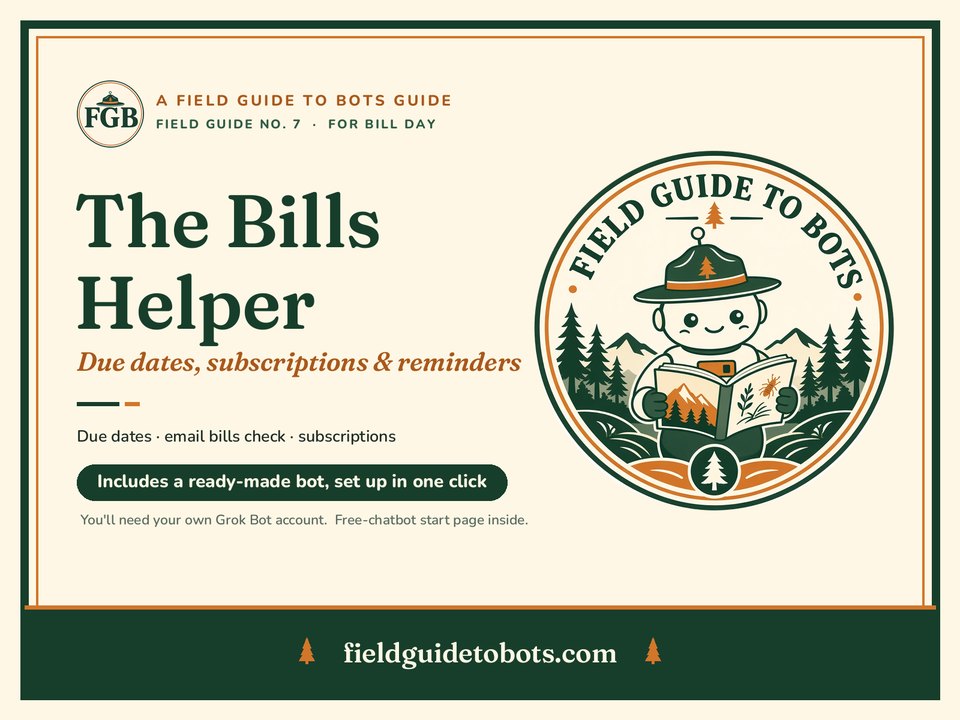 FGB
A FIELD GUIDE TO BOTS GUIDE
FIELD GUIDE NO. 7 · FOR BILL DAY
The Bills
Helper
Due dates, subscriptions & reminders
Due dates · email bills check · subscriptions
Includes a ready-made bot, set up in one click
You'll need your own Grok Bot account. Free-chatbot start page inside.
• FIELD GUIDE TO BOTS •
fieldguidetobots.com